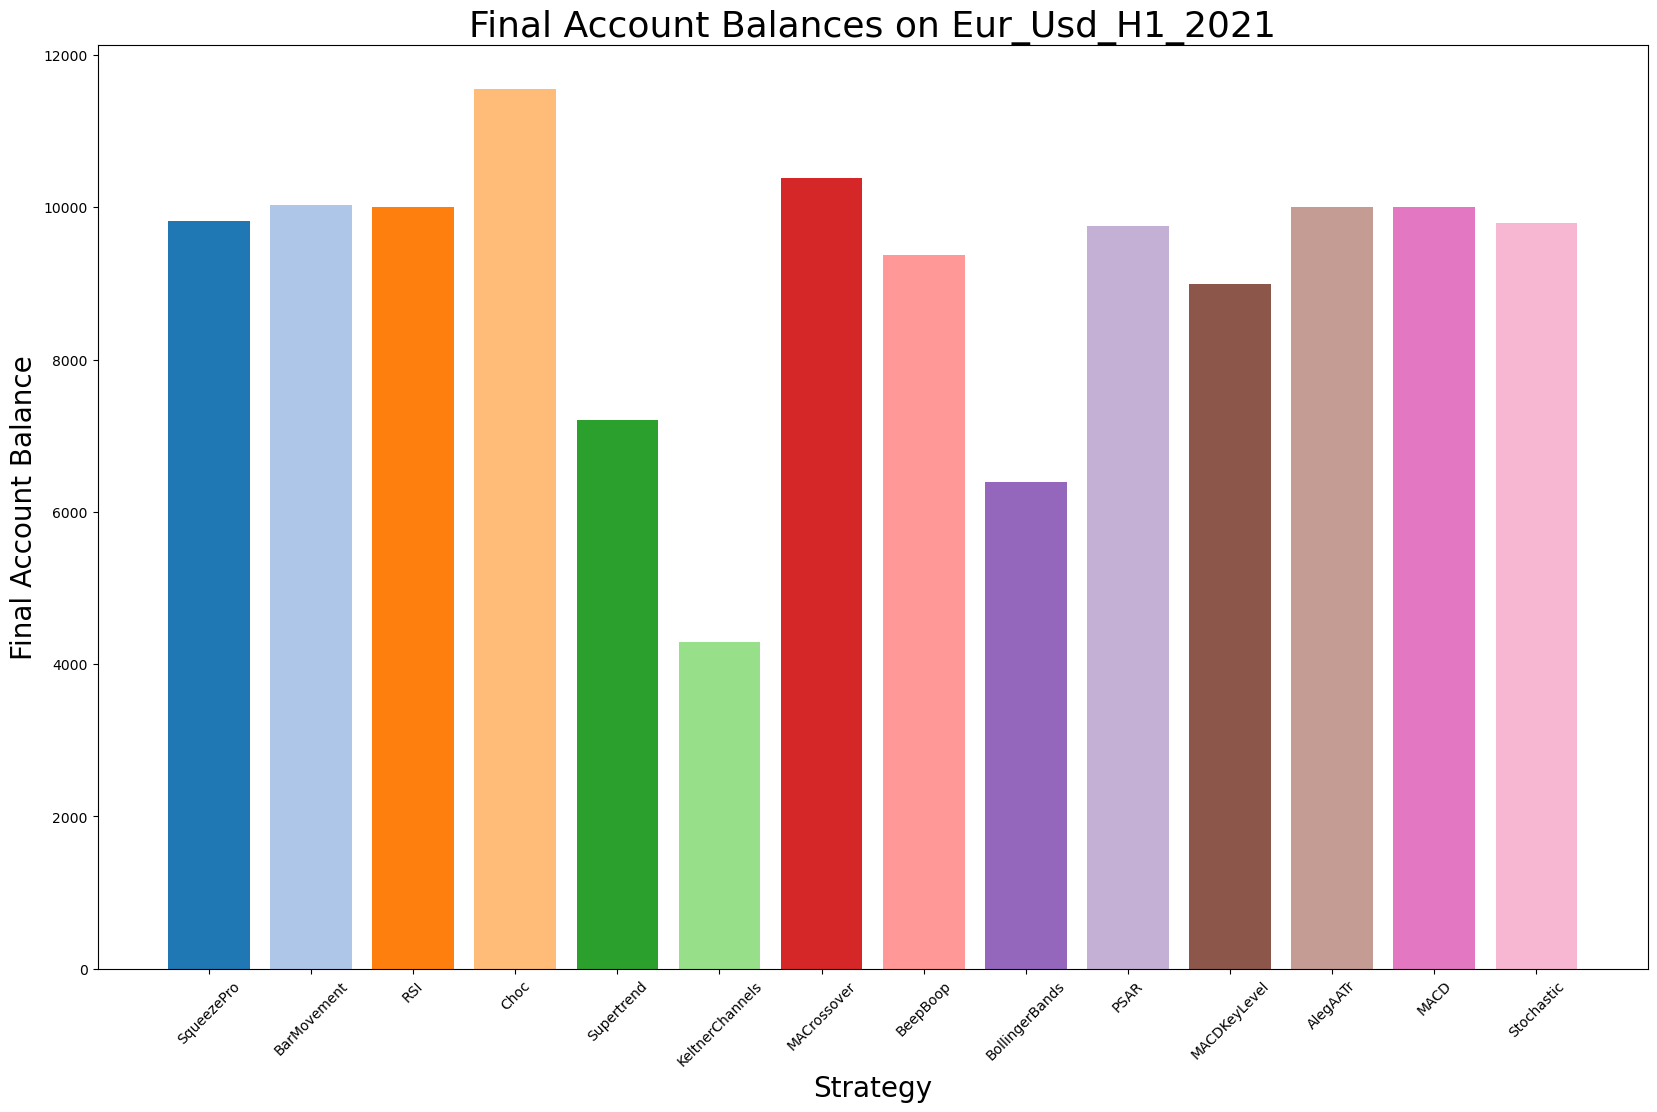 Final Account Balances on Eur_Usd_H1_2021
Final Account Balance
12000
10000
8000
6000
4000
2000
0
SqueezePro
BarMovement
RSI
Choc
Supertrend
KeltnerChannels
MACrossover
BeepBoop
BollingerBands
PSAR
MACDKeyLevel
AlegAATr
MACD
Stochastic
Strategy